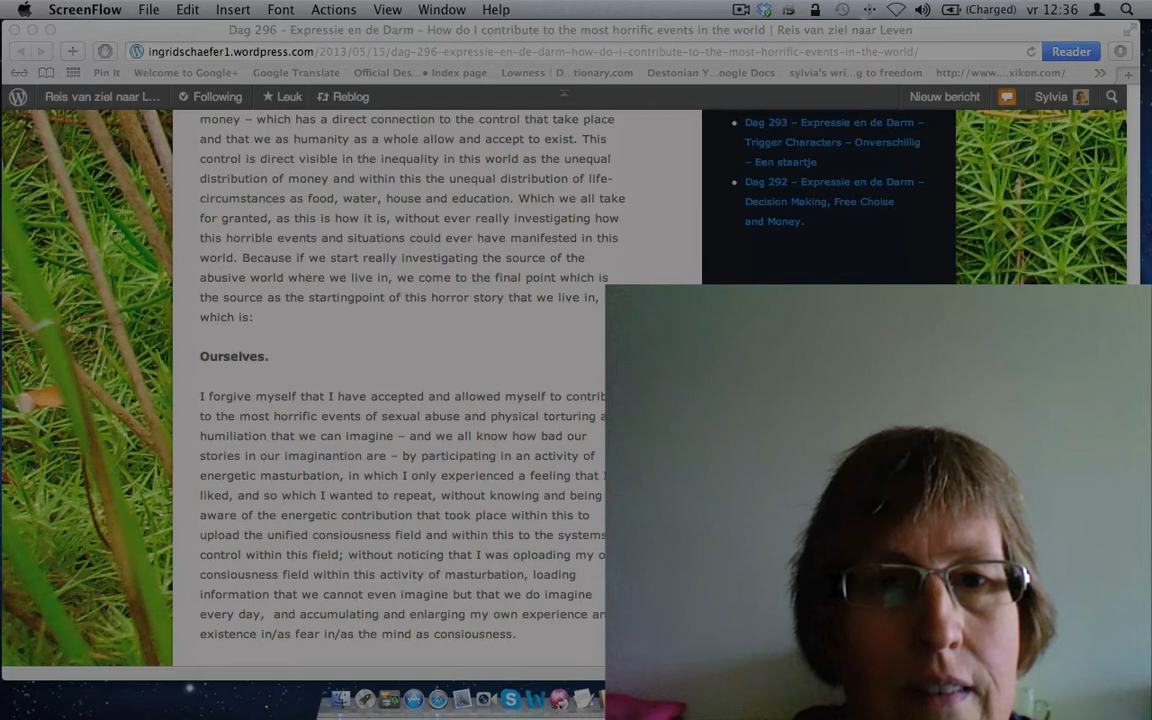 ScreenFlow File Edit Insert Font Actions View Window Help (Charged) vr 12:36
Dag 296 – Expressie en de Darm – How do I contribute to the most horrific events in the world | Reis van ziel naar Leven
ingridschaefer1.wordpress.com/2013/05/15/dag-296-expressie-en-de-darm-how-do-i-contribute-to-the-most-horrific-events-in-the-world/ Reader
Pin It Welcome to Google+ Google Translate Official Des...● Index page Lowness | D...tionary.com Destonian Y...oogle Docs sylvia's wri...g to freedom http://www....xikon.com/
Reis van ziel naar L... Following Leuk Reblog Nieuw bericht Sylvia
money – which has a direct connection to the control that take place
and that we as humanity as a whole allow and accept to exist. This
control is direct visible in the inequality in this world as the unequal
distribution of money and within this the unequal distribution of life-
circumstances as food, water, house and education. Which we all take
for granted, as this is how it is, without ever really investigating how
this horrible events and situations could ever have manifested in this
world. Because if we start really investigating the source of the
abusive world where we live in, we come to the final point which is
the source as the startingpoint of this horror story that we live in,
which is:
Ourselves.
I forgive myself that I have accepted and allowed myself to contrib
to the most horrific events of sexual abuse and physical torturing a
humiliation that we can imagine – and we all know how bad our
stories in our imaginantion are – by participating in an activity of
energetic masturbation, in which I only experienced a feeling that I
liked, and so which I wanted to repeat, without knowing and being
aware of the energetic contribution that took place within this to
upload the unified consiousness field and within this to the systems
control within this field; without noticing that I was oploading my o
consiousness field within this activity of masturbation, loading
information that we cannot even imagine but that we do imagine
every day, and accumulating and enlarging my own experience an
existence in/as fear in/as the mind as consiousness.
Dag 293 – Expressie en de Darm –
Trigger Characters – Onverschillig
– Een staartje
Dag 292 – Expressie en de Darm –
Decision Making, Free Choise
and Money.